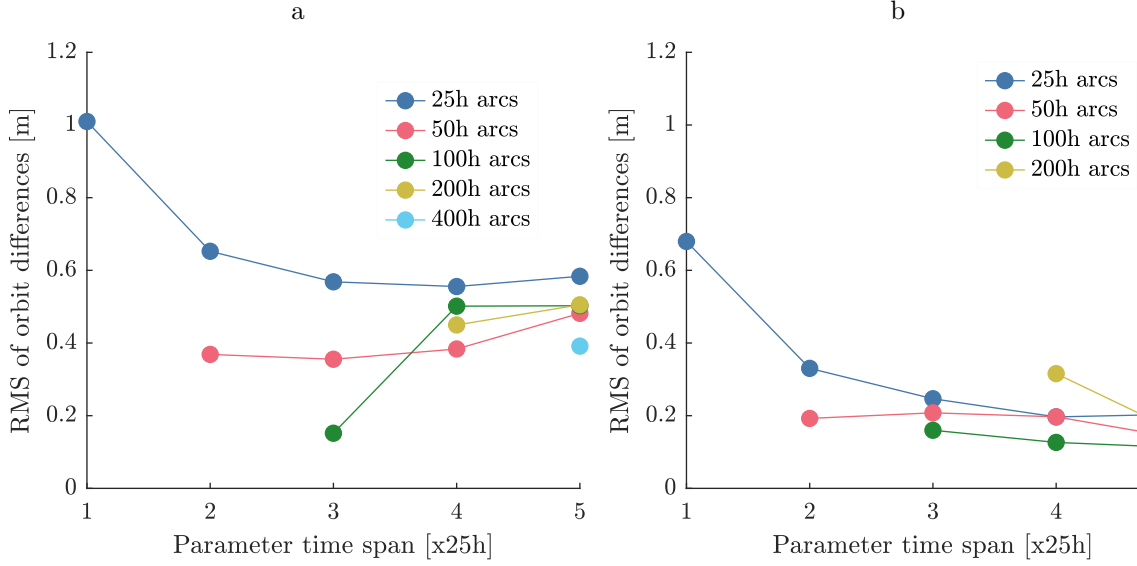 a
RMS of orbit differences [m]
1.2
1
0.8
0.6
0.4
0.2
0
1 2 3 4 5
Parameter time span [x25h]
25h arcs
50h arcs
100h arcs
200h arcs
400h arcs
b
RMS of orbit differences [m]
1.2
1
0.8
0.6
0.4
0.2
0
1 2 3 4
Parameter time span [x25h]
25h arcs
50h arcs
100h arcs
200h arcs